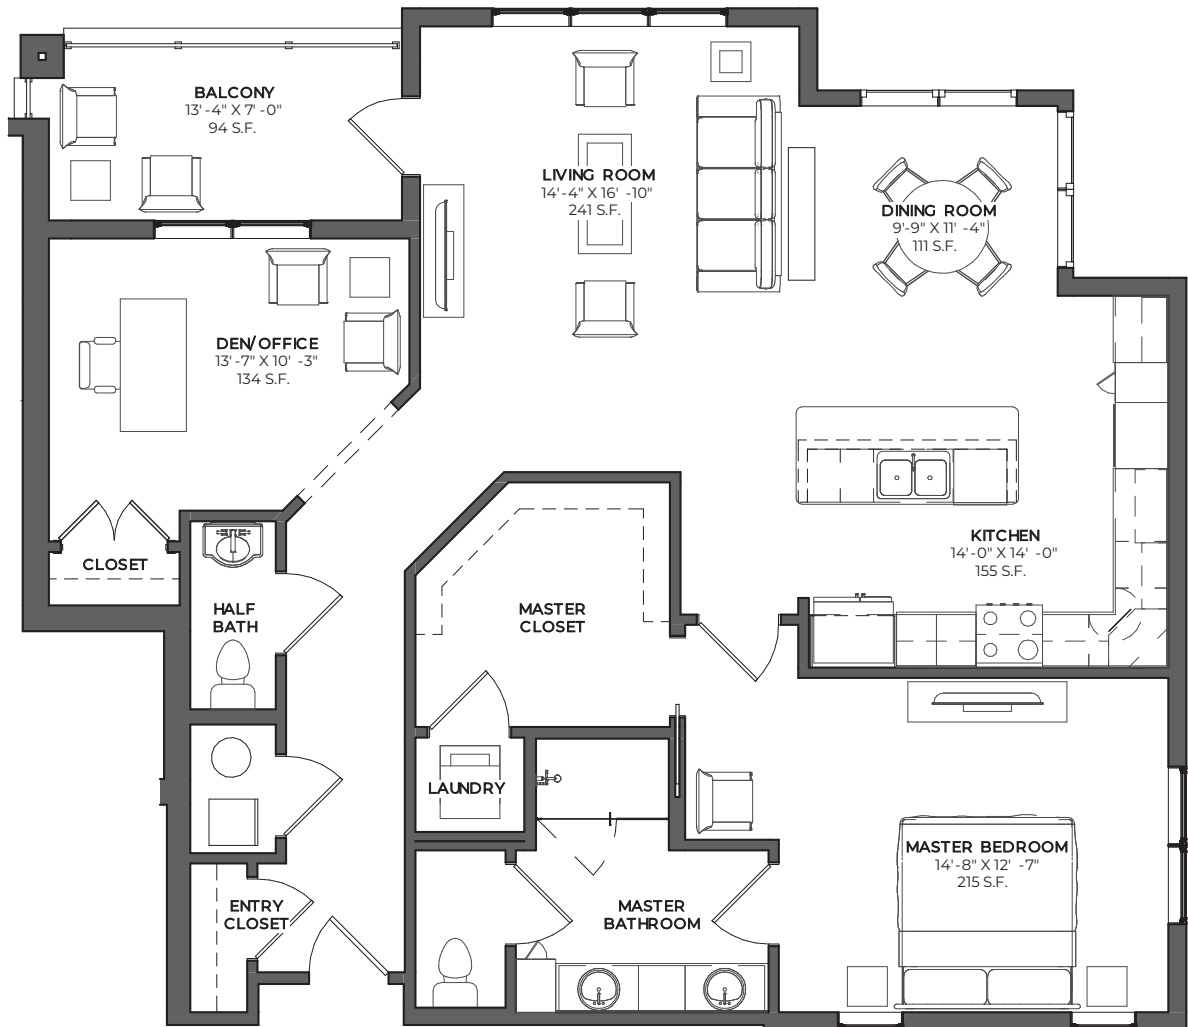 BALCONY
13'-4" X 7'-0"
94 S.F.
LIVING ROOM
14'-4" X 16'-10"
241 S.F.
DINING ROOM
9'-9" X 11'-4"
111 S.F.
DEN/OFFICE
13'-7" X 10'-3"
134 S.F.
KITCHEN
14'-0" X 14'-0"
155 S.F.
CLOSET
HALF
BATH
MASTER
CLOSET
LAUNDRY
MASTER BEDROOM
14'-8" X 12'-7"
215 S.F.
ENTRY
CLOSET
MASTER
BATHROOM